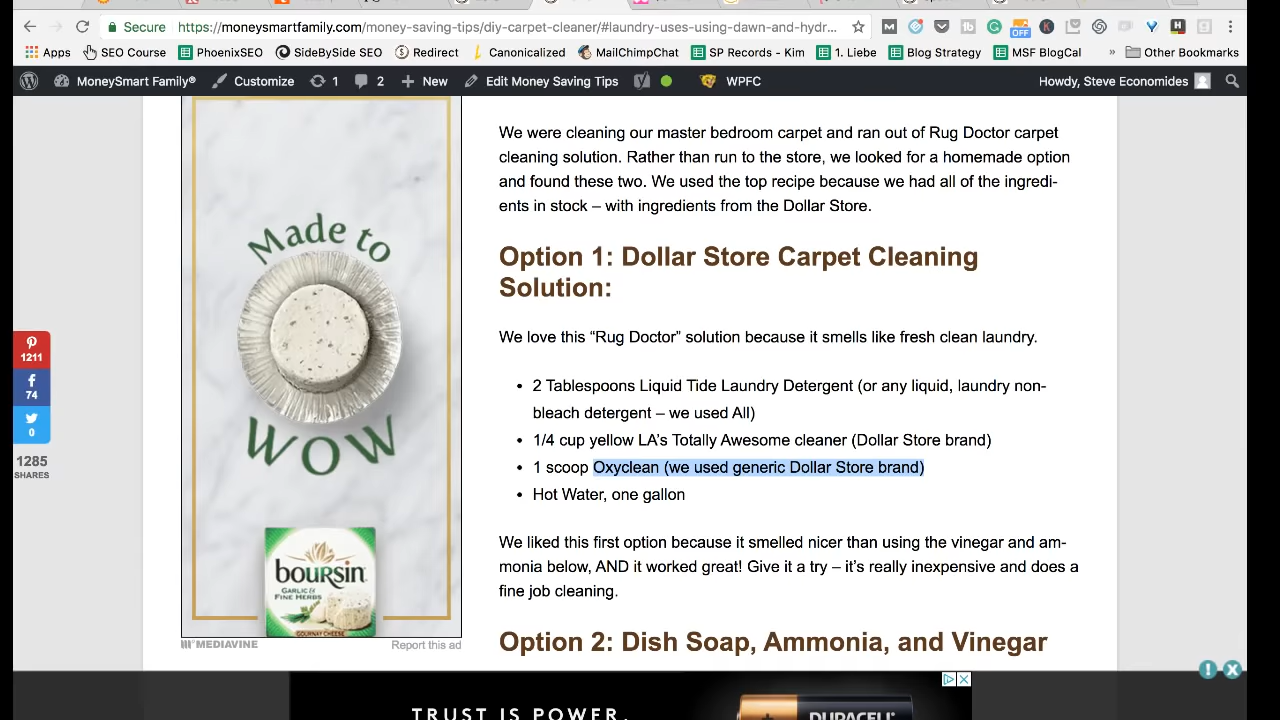 Secure
https://moneysmartfamily.com/money-saving-tips/diy-carpet-cleaner/#laundry-uses-using-dawn-and-hydr...
OFF
Apps
SEO Course
PhoenixSEO
SidebySide SEO
Redirect
Canonicalized
MailChimpChat
SP Records - Kim
1. Liebe
Blog Strategy
MSF BlogCal
»
Other Bookmarks
MoneySmart Family®
Customize
1
2
New
Edit Money Saving Tips
WPFC
Howdy, Steve Economides
We were cleaning our master bedroom carpet and ran out of Rug Doctor carpet
cleaning solution. Rather than run to the store, we looked for a homemade option
and found these two. We used the top recipe because we had all of the ingredi-
ents in stock – with ingredients from the Dollar Store.
Option 1: Dollar Store Carpet Cleaning
Solution:
We love this “Rug Doctor” solution because it smells like fresh clean laundry.
• 2 Tablespoons Liquid Tide Laundry Detergent (or any liquid, laundry non-
bleach detergent – we used All)
• 1/4 cup yellow LA’s Totally Awesome cleaner (Dollar Store brand)
• 1 scoop Oxyclean (we used generic Dollar Store brand)
• Hot Water, one gallon
We liked this first option because it smelled nicer than using the vinegar and am-
monia below, AND it worked great! Give it a try – it’s really inexpensive and does a
fine job cleaning.
Option 2: Dish Soap, Ammonia, and Vinegar
1211
74
0
1285
SHARES
Made to
WOW
boursin
GARLIC &
FINE HERBS
GOURNAY CHEESE
MEDIAVINE
Report this ad
TRUST IS POWER.
DURACELL